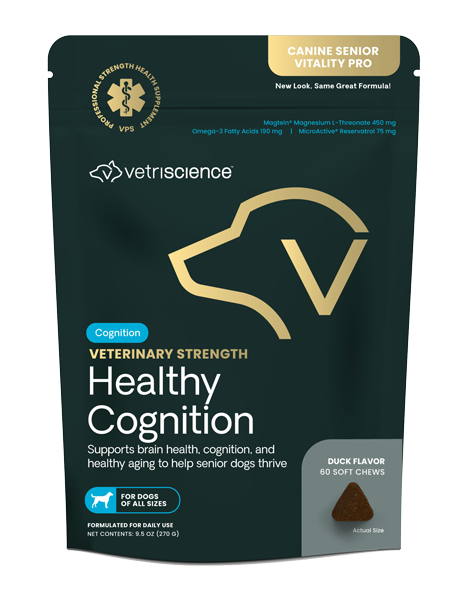 CANINE SENIOR
VITALITY PRO
New Look, Same Great Formula!
PROFESSIONAL STRENGTH HEALTH SUPPLEMENT
VPS
Magtein® Magnesium L-Threonate 450 mg
Omega-3 Fatty Acids 190 mg | MicroActive® Reservatrol 75 mg
vetriscience™
V
Cognition
VETERINARY STRENGTH
Healthy
Cognition
Supports brain health, cognition, and
healthy aging to help senior dogs thrive
FOR DOGS
OF ALL SIZES
FORMULATED FOR DAILY USE
NET CONTENTS: 9.5 OZ (270 G)
DUCK FLAVOR
60 SOFT CHEWS
Actual Size